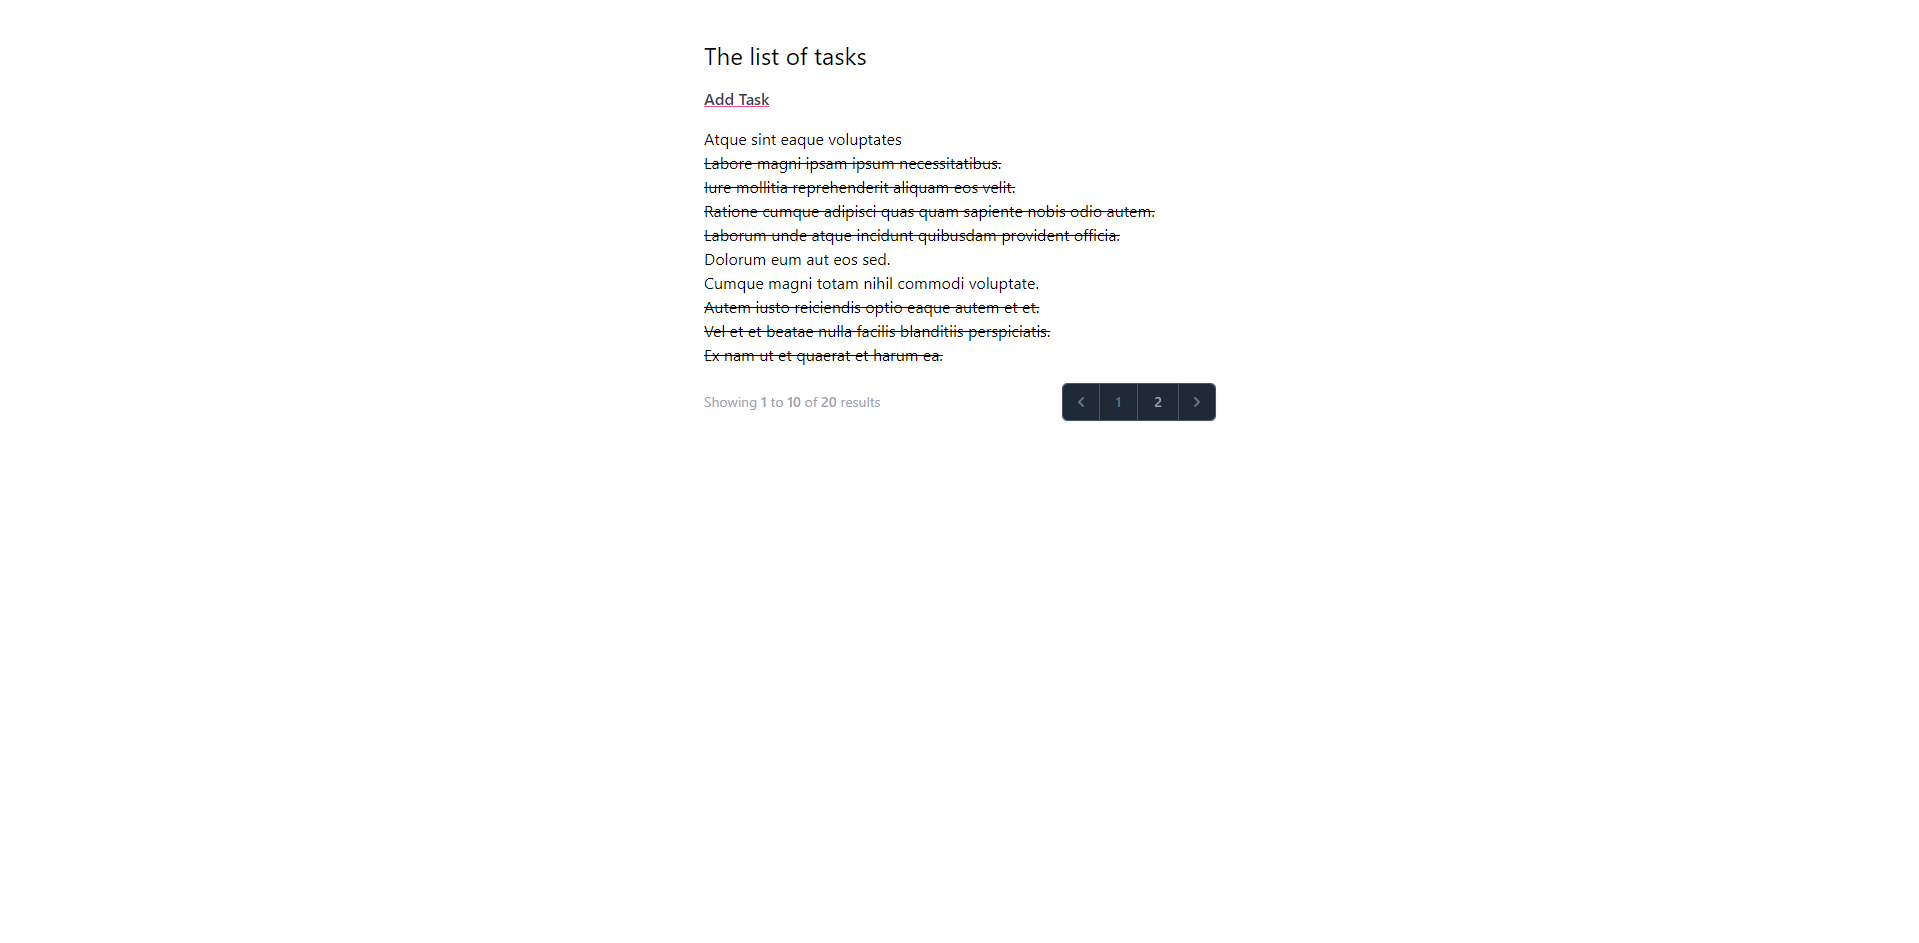 The list of tasks
Add Task
Atque sint eaque voluptates
Labore magni ipsam ipsum necessitatibus.
Iure mollitia reprehenderit aliquam eos velit.
Ratione cumque adipisci quas quam sapiente nobis odio autem.
Laborum unde atque incidunt quibusdam provident officia.
Dolorum eum aut eos sed.
Cumque magni totam nihil commodi voluptate.
Autem iusto reiciendis optio eaque autem et et.
Vel et et beatae nulla facilis blanditiis perspiciatis.
Ex nam ut et quaerat et harum ea.
Showing 1 to 10 of 20 results
1 2